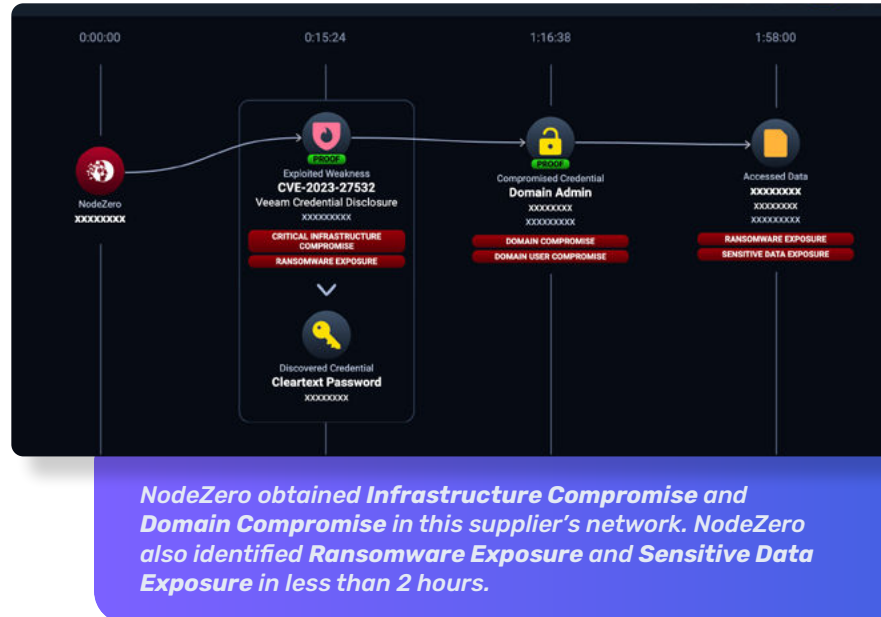 0:00:00
0:15:24
1:16:38
1:58:00
NodeZero
xxxxxxxx
PROOF
Exploited Weakness
CVE-2023-27532
Veeam Credential Disclosure
xxxxxxxxx
CRITICAL INFRASTRUCTURE
COMPROMISE
RANSOMWARE EXPOSURE
Discovered Credential
Cleartext Password
xxxxxxxx
PROOF
Compromised Credential
Domain Admin
xxxxxxxx
xxxxxxxxx
DOMAIN COMPROMISE
DOMAIN USER COMPROMISE
Accessed Data
xxxxxxxx
xxxxxxxx
xxxxxxxxx
RANSOMWARE EXPOSURE
SENSITIVE DATA EXPOSURE
NodeZero obtained Infrastructure Compromise and
Domain Compromise in this supplier’s network. NodeZero
also identified Ransomware Exposure and Sensitive Data
Exposure in less than 2 hours.